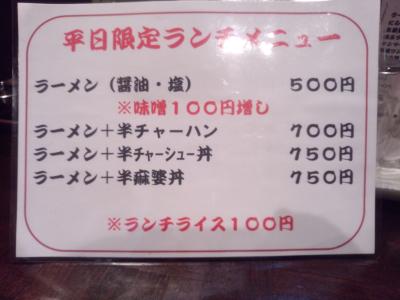 平日限定ランチメニュー
ラーメン（醤油・塩） ５００円
※味噌１００円増し
ラーメン＋半チャーハン ７００円
ラーメン＋半チャーシュー丼 ７５０円
ラーメン＋半麻婆丼 ７５０円
※ランチライス１００円